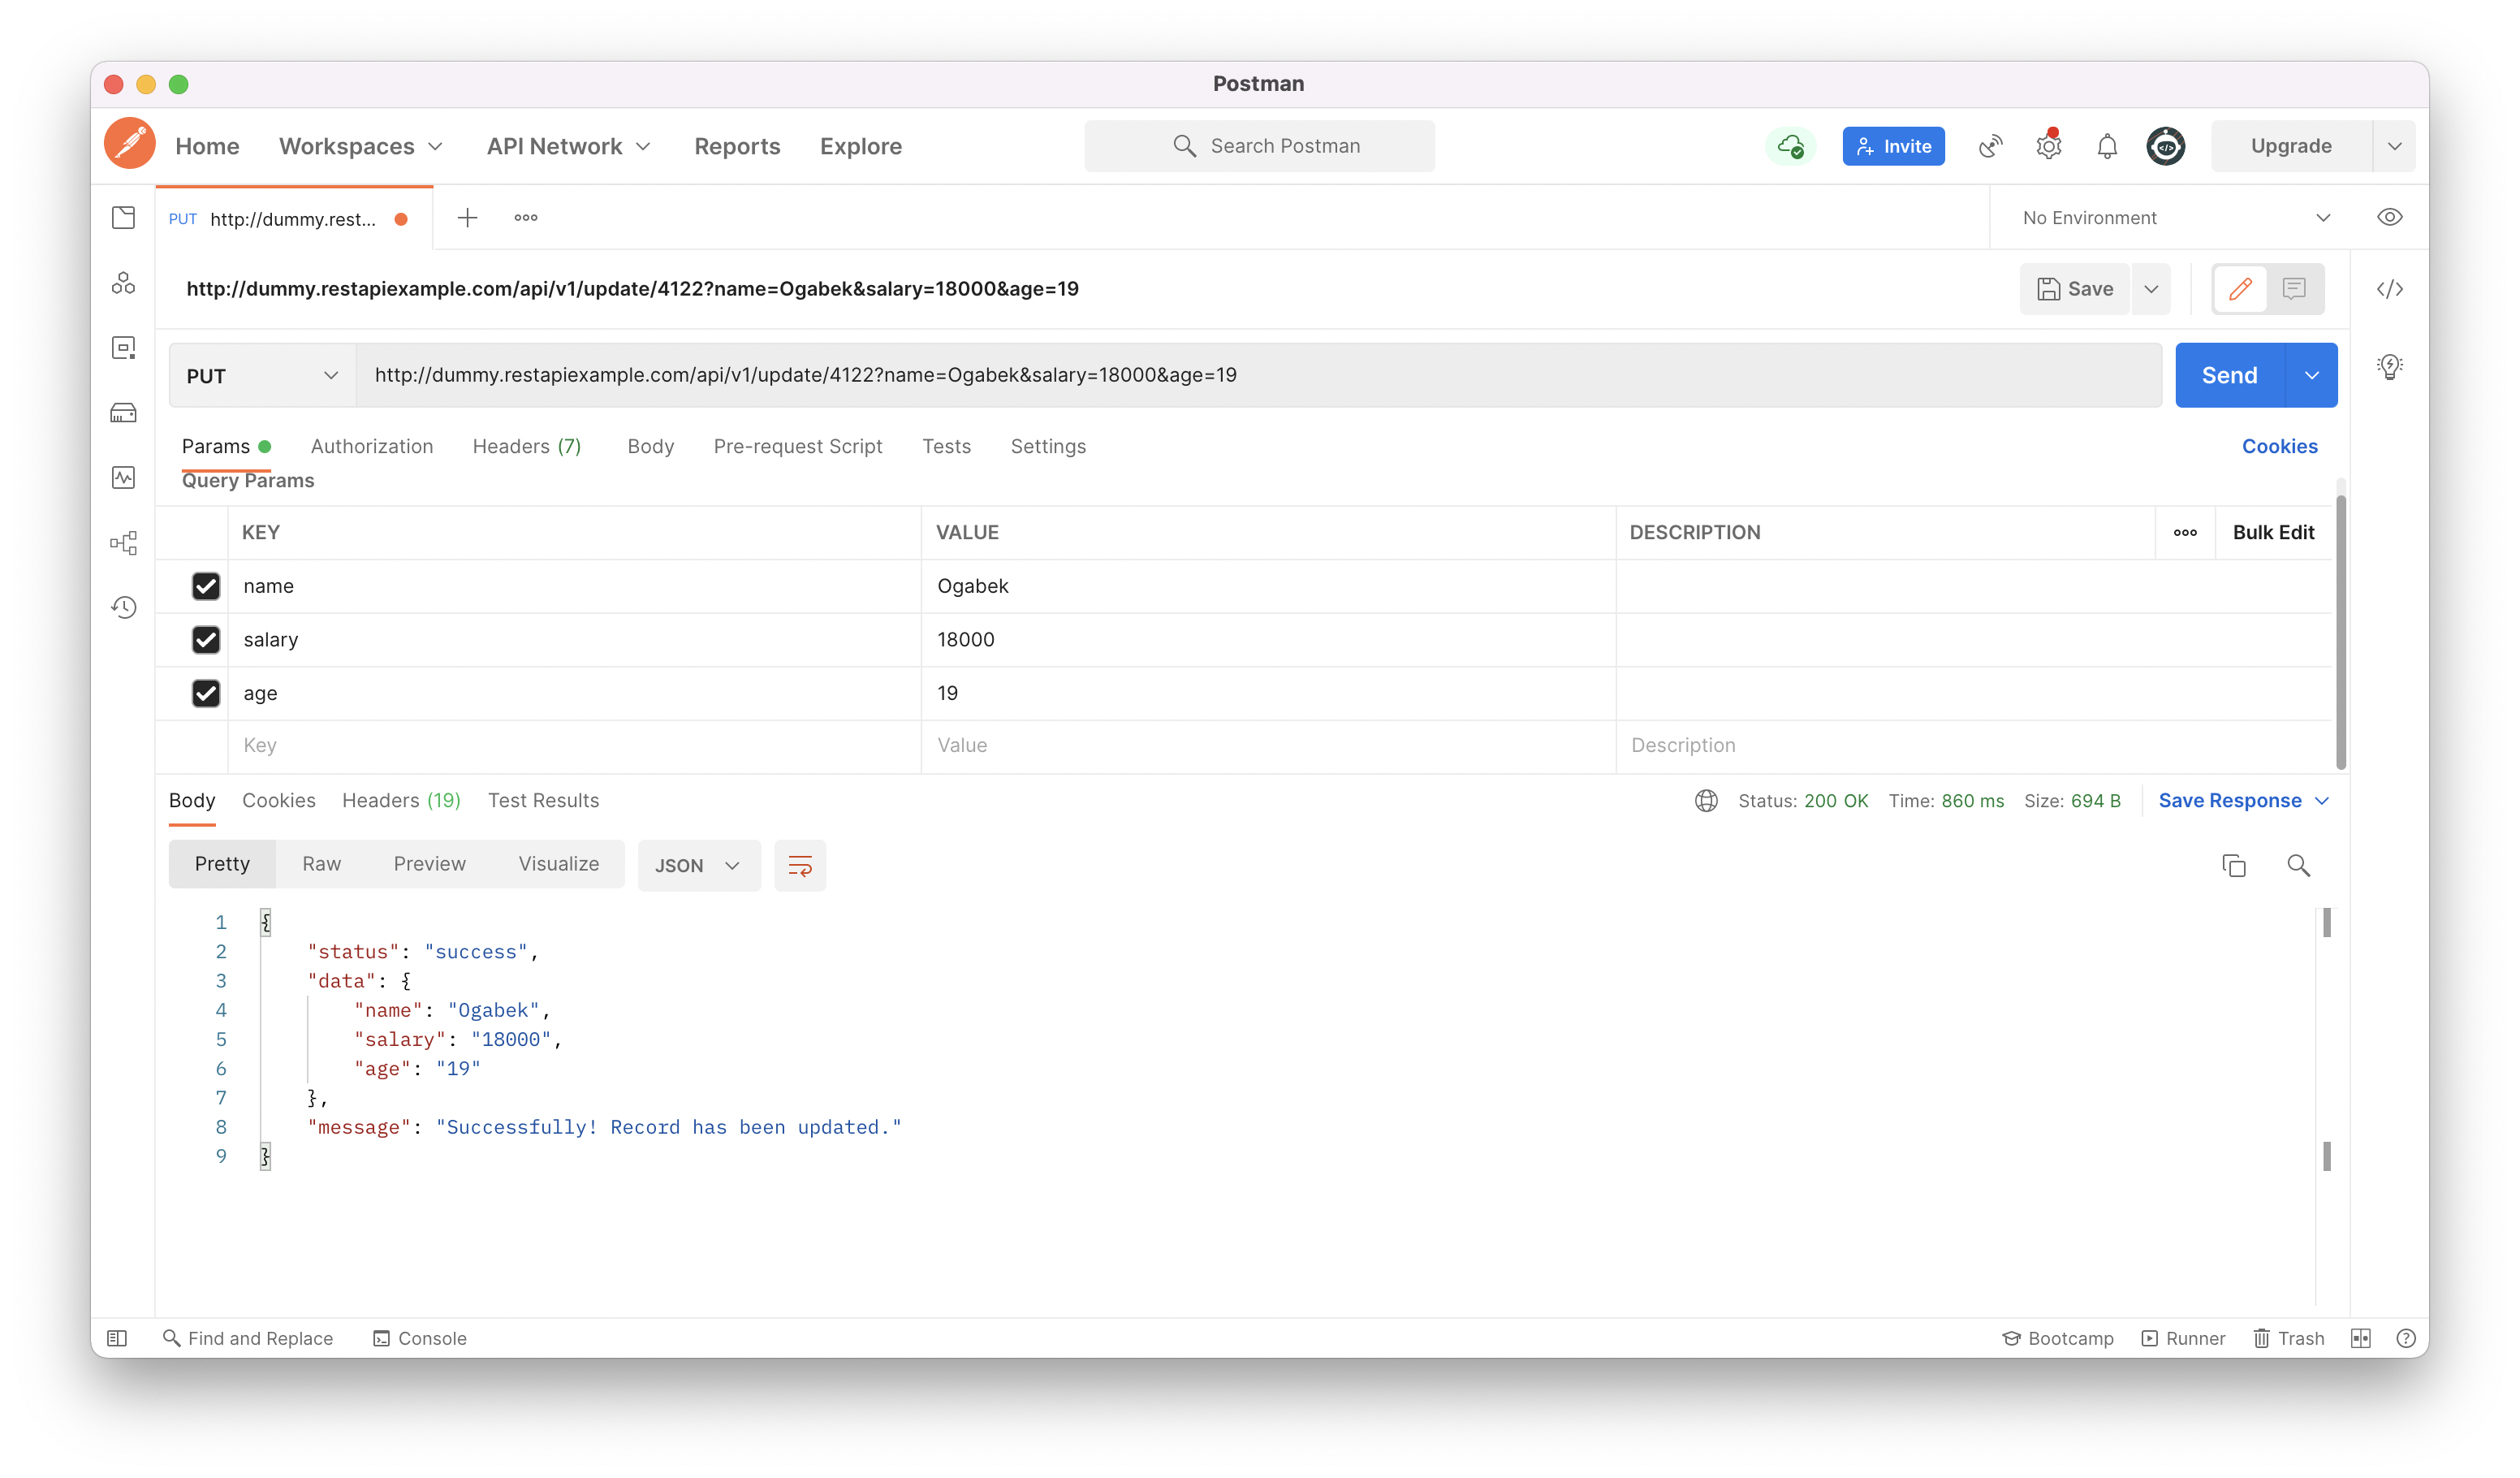 Postman
Home Workspaces API Network Reports Explore Search Postman Invite Upgrade
PUT http://dummy.rest... No Environment
http://dummy.restapiexample.com/api/v1/update/4122?name=Ogabek&salary=18000&age=19 Save
PUT http://dummy.restapiexample.com/api/v1/update/4122?name=Ogabek&salary=18000&age=19 Send
Params Authorization Headers (7) Body Pre-request Script Tests Settings Cookies
Query Params
KEY VALUE DESCRIPTION Bulk Edit
name Ogabek
salary 18000
age 19
Key Value Description
Body Cookies Headers (19) Test Results Status: 200 OK Time: 860 ms Size: 694 B Save Response
Pretty Raw Preview Visualize JSON
1 {
2 "status": "success",
3 "data": {
4 "name": "Ogabek",
5 "salary": "18000",
6 "age": "19"
7 },
8 "message": "Successfully! Record has been updated."
9 }
Find and Replace Console Bootcamp Runner Trash